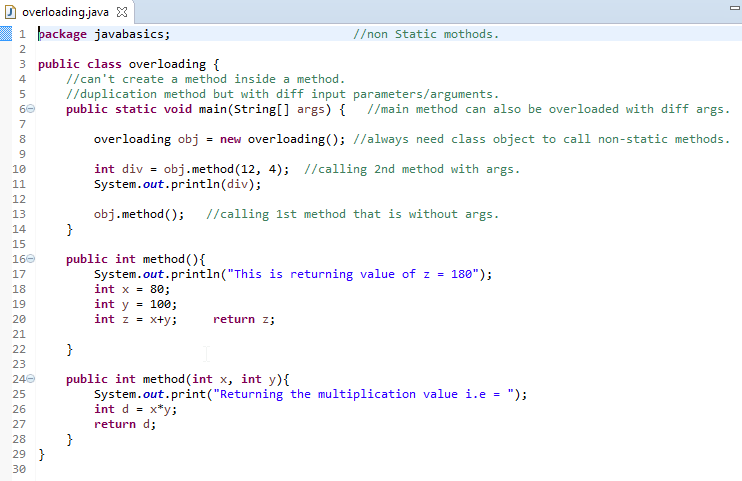 overloading.java
1 package javabasics; //non Static mothods.
2
3 public class overloading {
4 //can't create a method inside a method.
5 //duplication method but with diff input parameters/arguments.
6 public static void main(String[] args) { //main method can also be overloaded with diff args.
7
8 overloading obj = new overloading(); //always need class object to call non-static methods.
9
10 int div = obj.method(12, 4); //calling 2nd method with args.
11 System.out.println(div);
12
13 obj.method(); //calling 1st method that is without args.
14 }
15
16 public int method(){
17 System.out.println("This is returning value of z = 180");
18 int x = 80;
19 int y = 100;
20 int z = x+y; return z;
21
22 }
23
24 public int method(int x, int y){
25 System.out.print("Returning the multiplication value i.e = ");
26 int d = x*y;
27 return d;
28 }
29 }
30